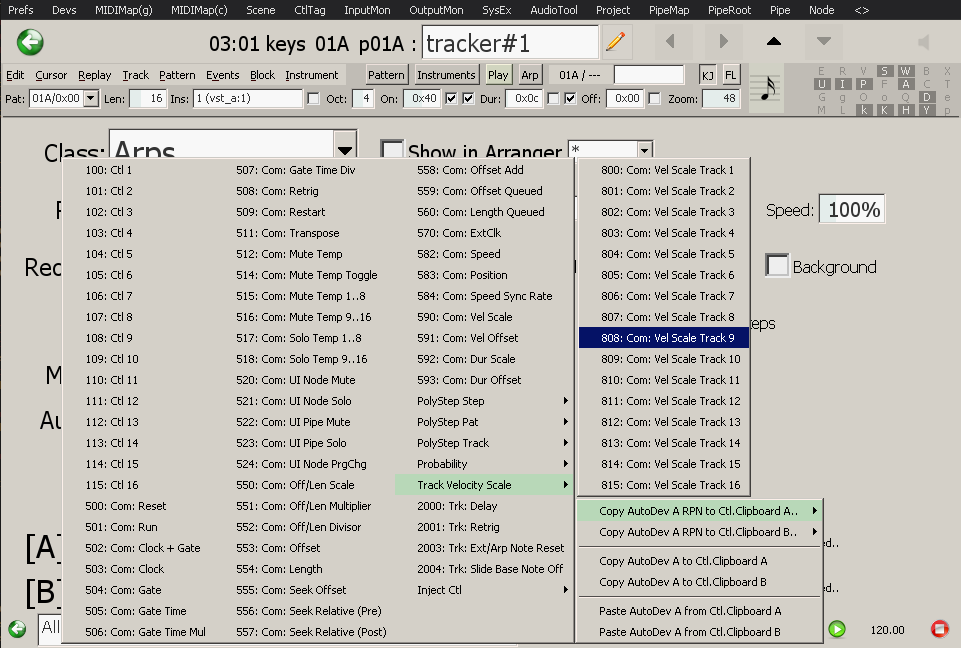 Prefs Devs MIDIMap(g) MIDIMap(c) Scene CtlTag InputMon OutputMon SysEx AudioTool Project PipeMap PipeRoot Pipe Node <>
03:01 keys 01A p01A : tracker#1
Edit Cursor Replay Track Pattern Events Block Instrument Pattern Instruments Play Arp 01A / --- KJ FL
Pat: 01A/0x00 Len: 16 Ins: 1 (vst_a:1) Oct: 4 On: 0x40 Dur: 0x0c Off: 0x00 Zoom: 48
E R V S W B X
U I P F A C T
G g O o Q D e
L l k K H Y p
Class: Arps Show in Arranger *
Speed: 100%
Rec
Background
eps
M
Au
[A]
ed..
[B]
ed..
All
120.00
100: Ctl 1
101: Ctl 2
102: Ctl 3
103: Ctl 4
104: Ctl 5
105: Ctl 6
106: Ctl 7
107: Ctl 8
108: Ctl 9
109: Ctl 10
110: Ctl 11
111: Ctl 12
112: Ctl 13
113: Ctl 14
114: Ctl 15
115: Ctl 16
500: Com: Reset
501: Com: Run
502: Com: Clock + Gate
503: Com: Clock
504: Com: Gate
505: Com: Gate Time
506: Com: Gate Time Mul
507: Com: Gate Time Div
508: Com: Retrig
509: Com: Restart
511: Com: Transpose
512: Com: Mute Temp
514: Com: Mute Temp Toggle
515: Com: Mute Temp 1..8
516: Com: Mute Temp 9..16
517: Com: Solo Temp 1..8
518: Com: Solo Temp 9..16
520: Com: UI Node Mute
521: Com: UI Node Solo
522: Com: UI Pipe Mute
523: Com: UI Pipe Solo
524: Com: UI Node PrgChg
550: Com: Off/Len Scale
551: Com: Off/Len Multiplier
552: Com: Off/Len Divisor
553: Com: Offset
554: Com: Length
555: Com: Seek Offset
556: Com: Seek Relative (Pre)
557: Com: Seek Relative (Post)
558: Com: Offset Add
559: Com: Offset Queued
560: Com: Length Queued
570: Com: ExtClk
582: Com: Speed
583: Com: Position
584: Com: Speed Sync Rate
590: Com: Vel Scale
591: Com: Vel Offset
592: Com: Dur Scale
593: Com: Dur Offset
PolyStep Step
PolyStep Pat
PolyStep Track
Probability
Track Velocity Scale
2000: Trk: Delay
2001: Trk: Retrig
2003: Trk: Ext/Arp Note Reset
2004: Trk: Slide Base Note Off
Inject Ctl
800: Com: Vel Scale Track 1
801: Com: Vel Scale Track 2
802: Com: Vel Scale Track 3
803: Com: Vel Scale Track 4
804: Com: Vel Scale Track 5
805: Com: Vel Scale Track 6
806: Com: Vel Scale Track 7
807: Com: Vel Scale Track 8
808: Com: Vel Scale Track 9
809: Com: Vel Scale Track 10
810: Com: Vel Scale Track 11
811: Com: Vel Scale Track 12
812: Com: Vel Scale Track 13
813: Com: Vel Scale Track 14
814: Com: Vel Scale Track 15
815: Com: Vel Scale Track 16
Copy AutoDev A RPN to Ctl.Clipboard A..
Copy AutoDev A RPN to Ctl.Clipboard B..
Copy AutoDev A to Ctl.Clipboard A
Copy AutoDev A to Ctl.Clipboard B
Paste AutoDev A from Ctl.Clipboard A
Paste AutoDev A from Ctl.Clipboard B